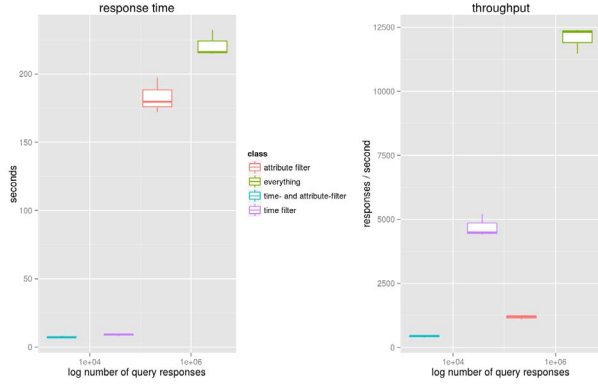 response time
seconds
200
150
100
50
0
1e+04
1e+06
log number of query responses
class
attribute filter
everything
time- and attribute-filter
time filter
throughput
responses / second
12500
10000
7500
5000
2500
0
1e+04
1e+06
log number of query responses